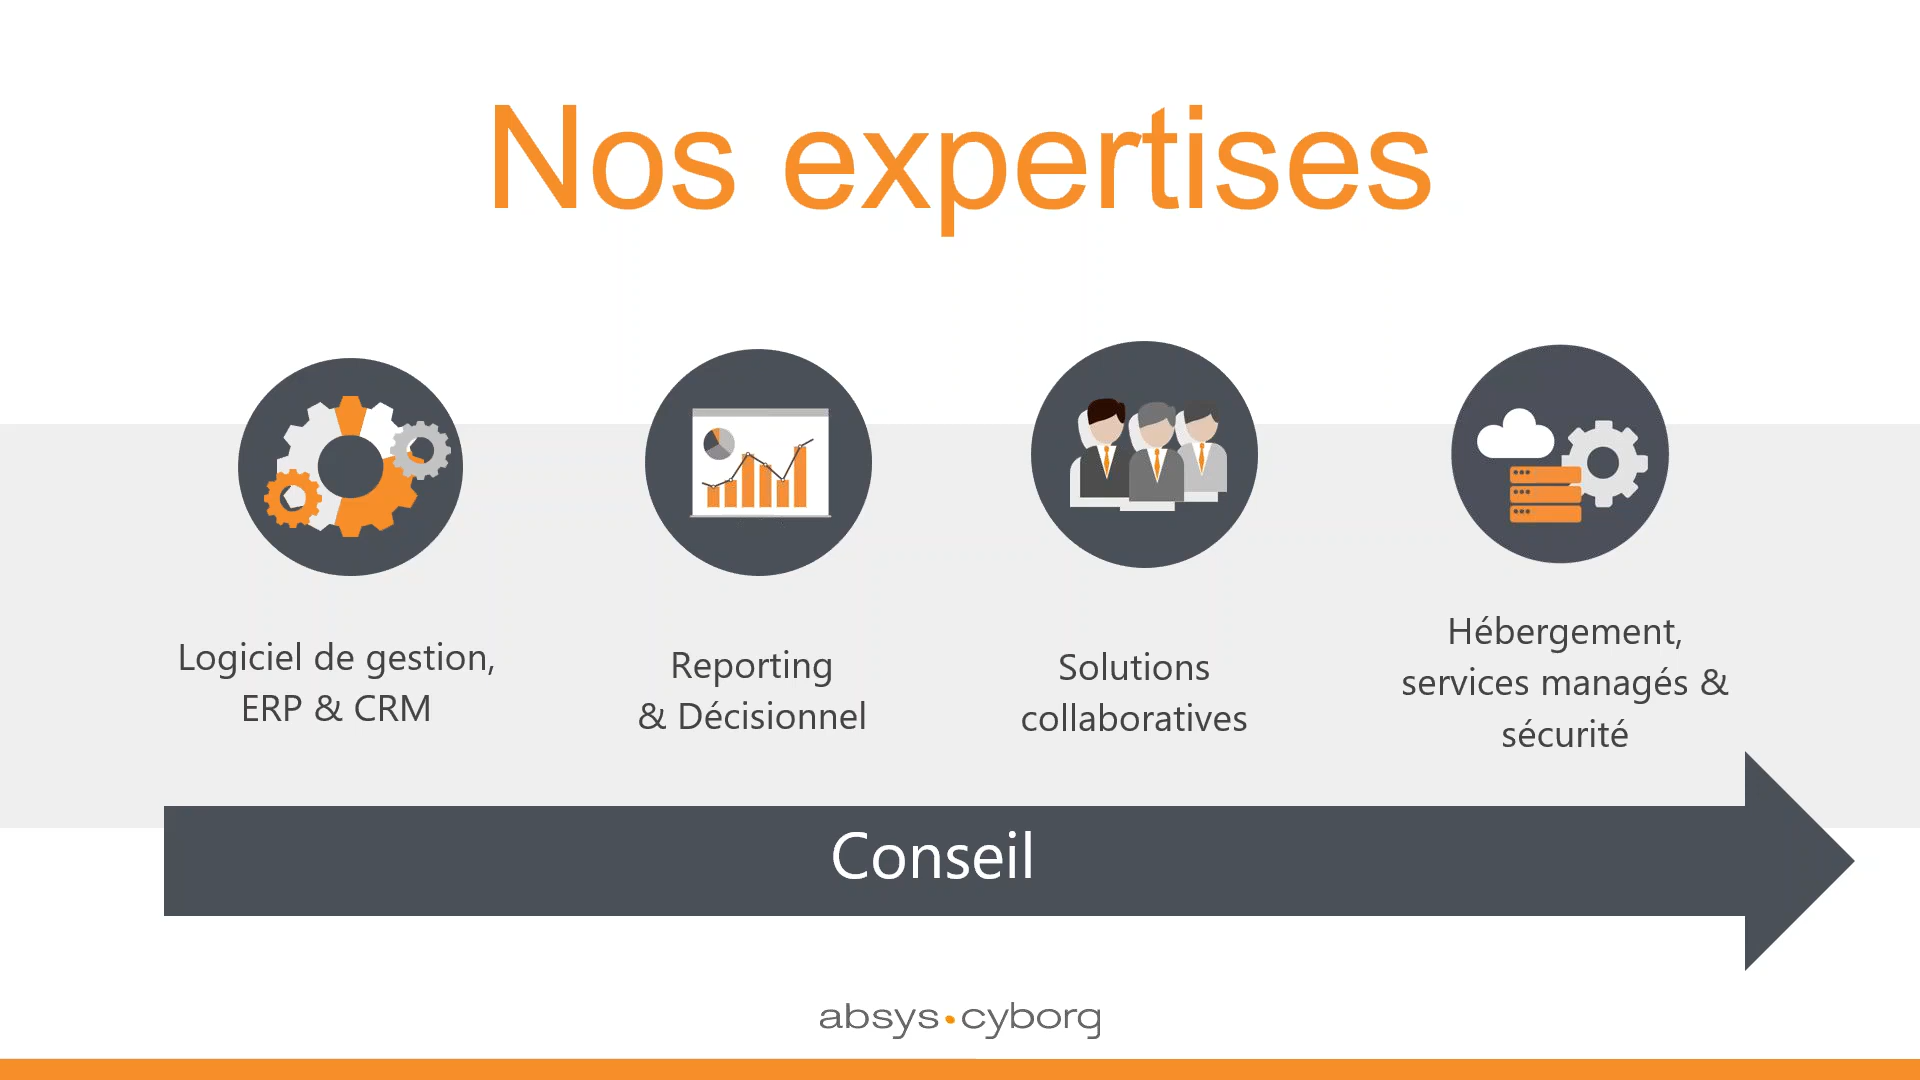 Nos expertises
Logiciel de gestion,
ERP & CRM
Reporting
& Décisionnel
Solutions
collaboratives
Hébergement,
services managés &
sécurité
Conseil
absys•cyborg